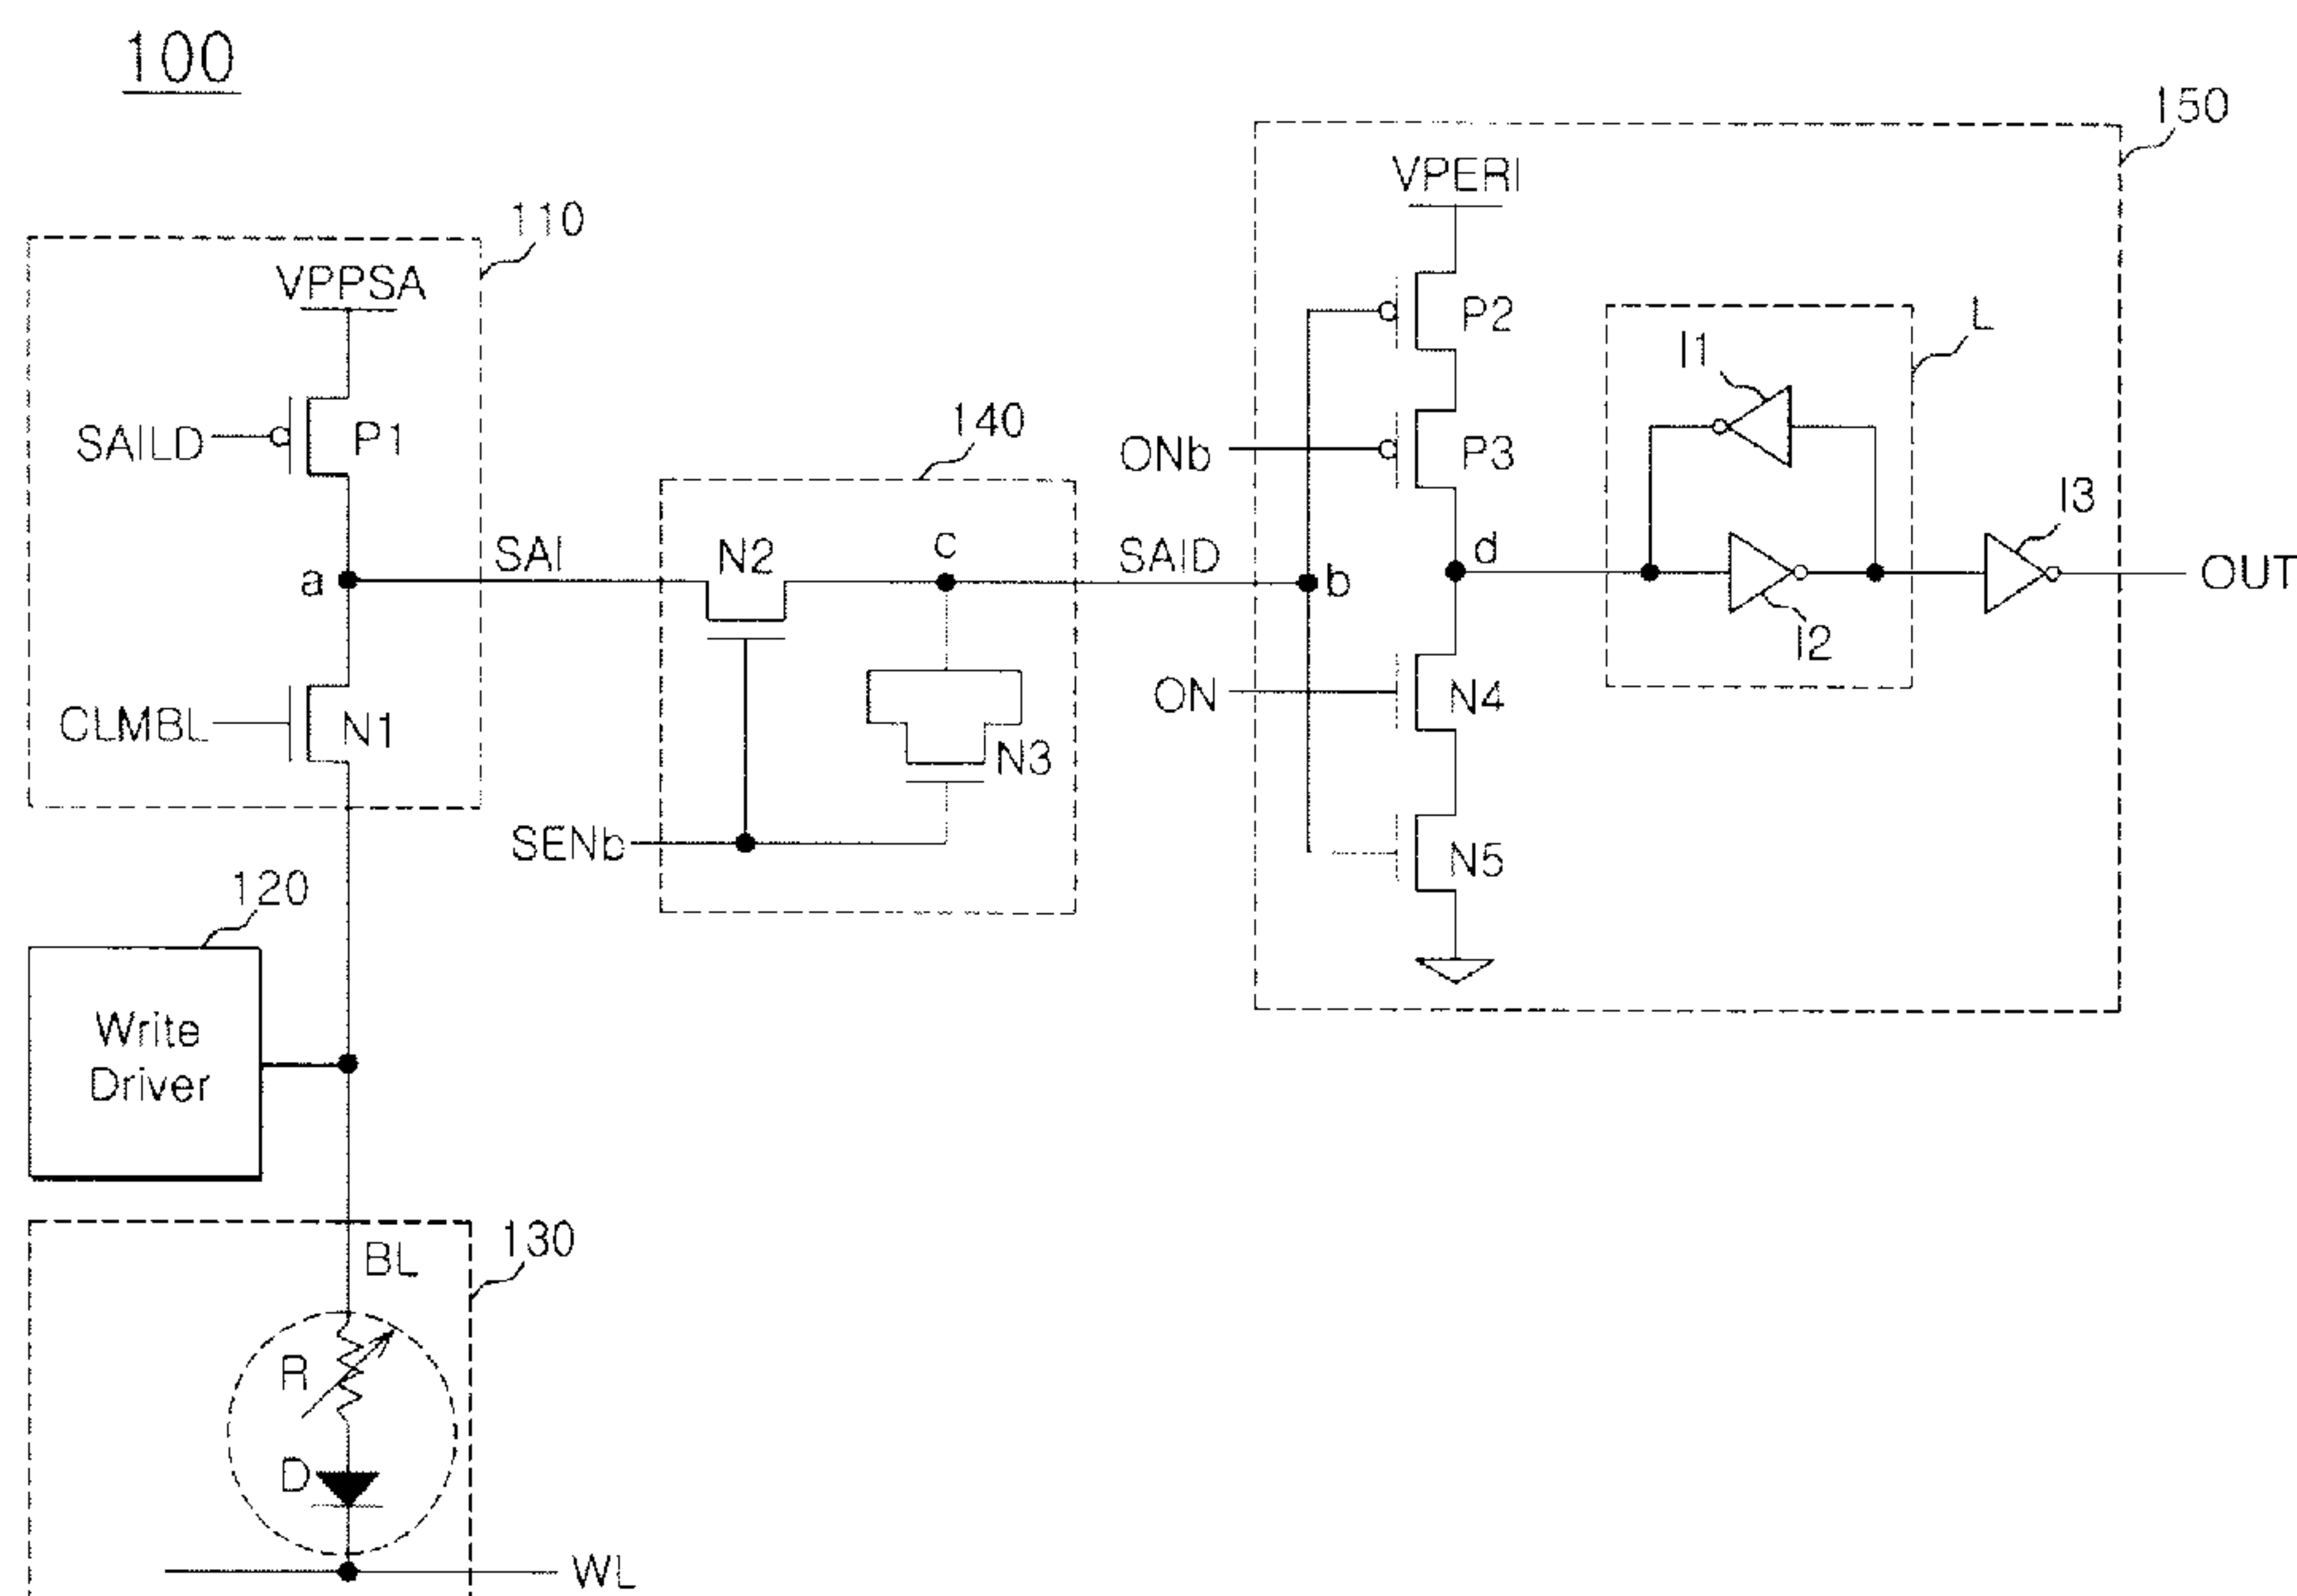 100
150
VPERI
110
VPPSA
P2
L
I1
SAILD
P1
140
ONb
P3
I3
SAI
N2
c
SAID
a
b
d
OUT
I2
CLMBL
N1
N3
ON
N4
SENb
N5
120
Write
Driver
130
BL
R
D
WL